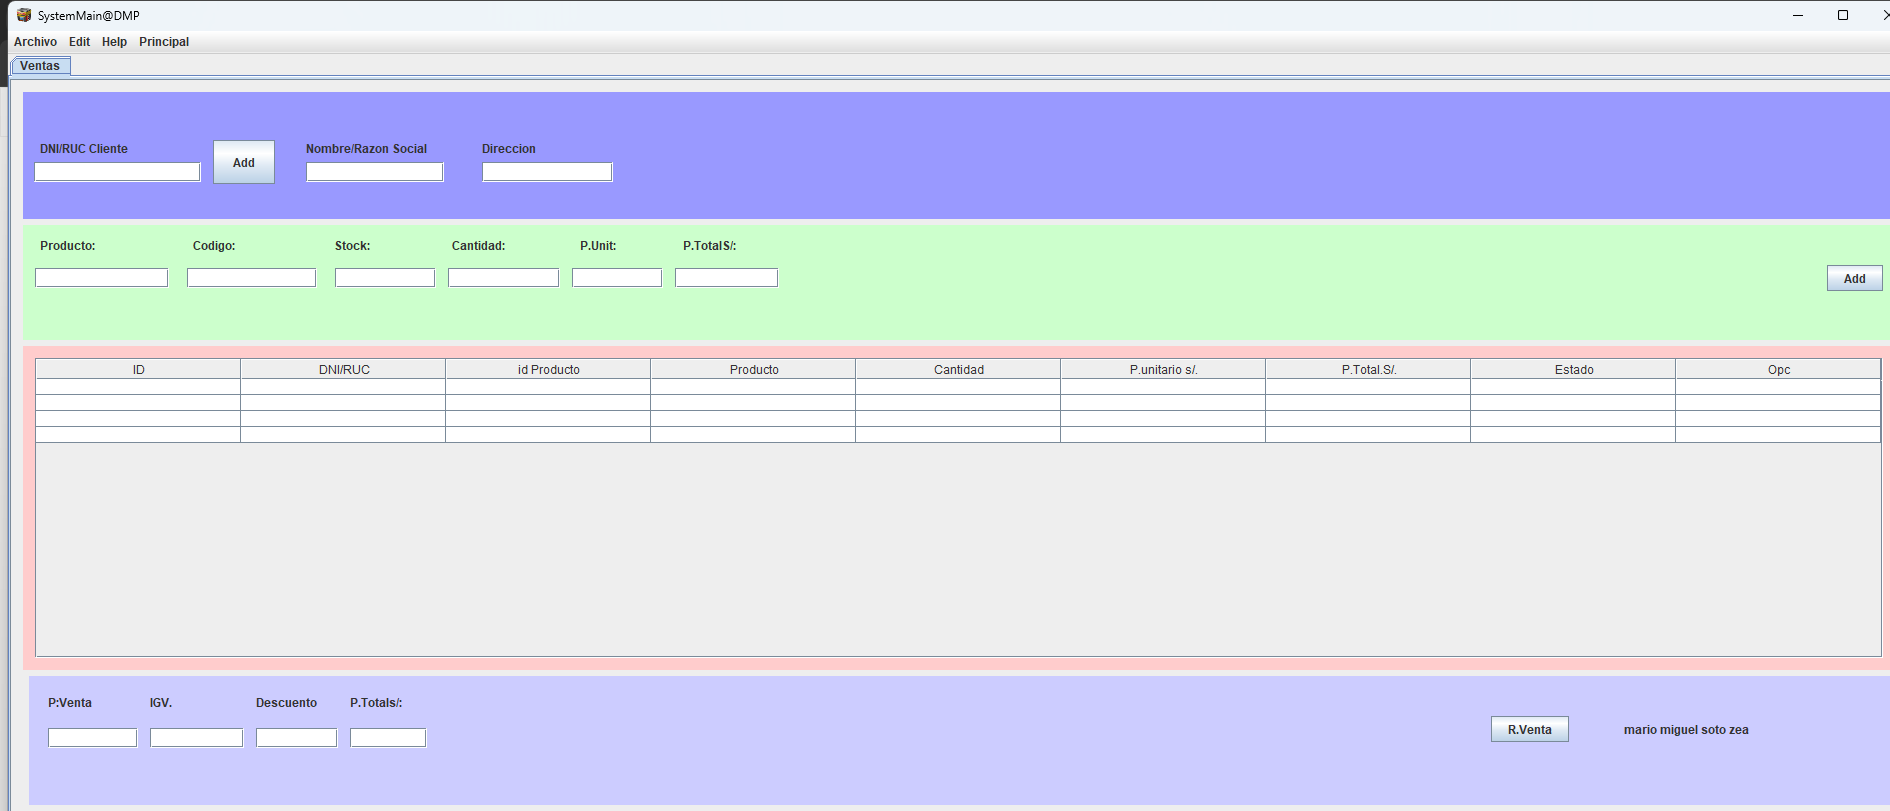 SystemMain@DMP
Archivo Edit Help Principal
Ventas
DNI/RUC Cliente Add Nombre/Razon Social Direccion
Producto: Codigo: Stock: Cantidad: P.Unit: P.TotalS/:
Add
ID DNI/RUC id Producto Producto Cantidad P.unitario s/. P.Total.S/. Estado Opc
P:Venta IGV. Descuento P.Totals/:
R.Venta mario miguel soto zea